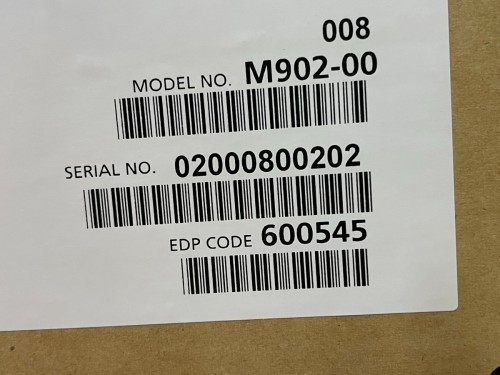 008
MODEL NO. M902-00
SERIAL NO. 02000800202
EDP CODE 600545